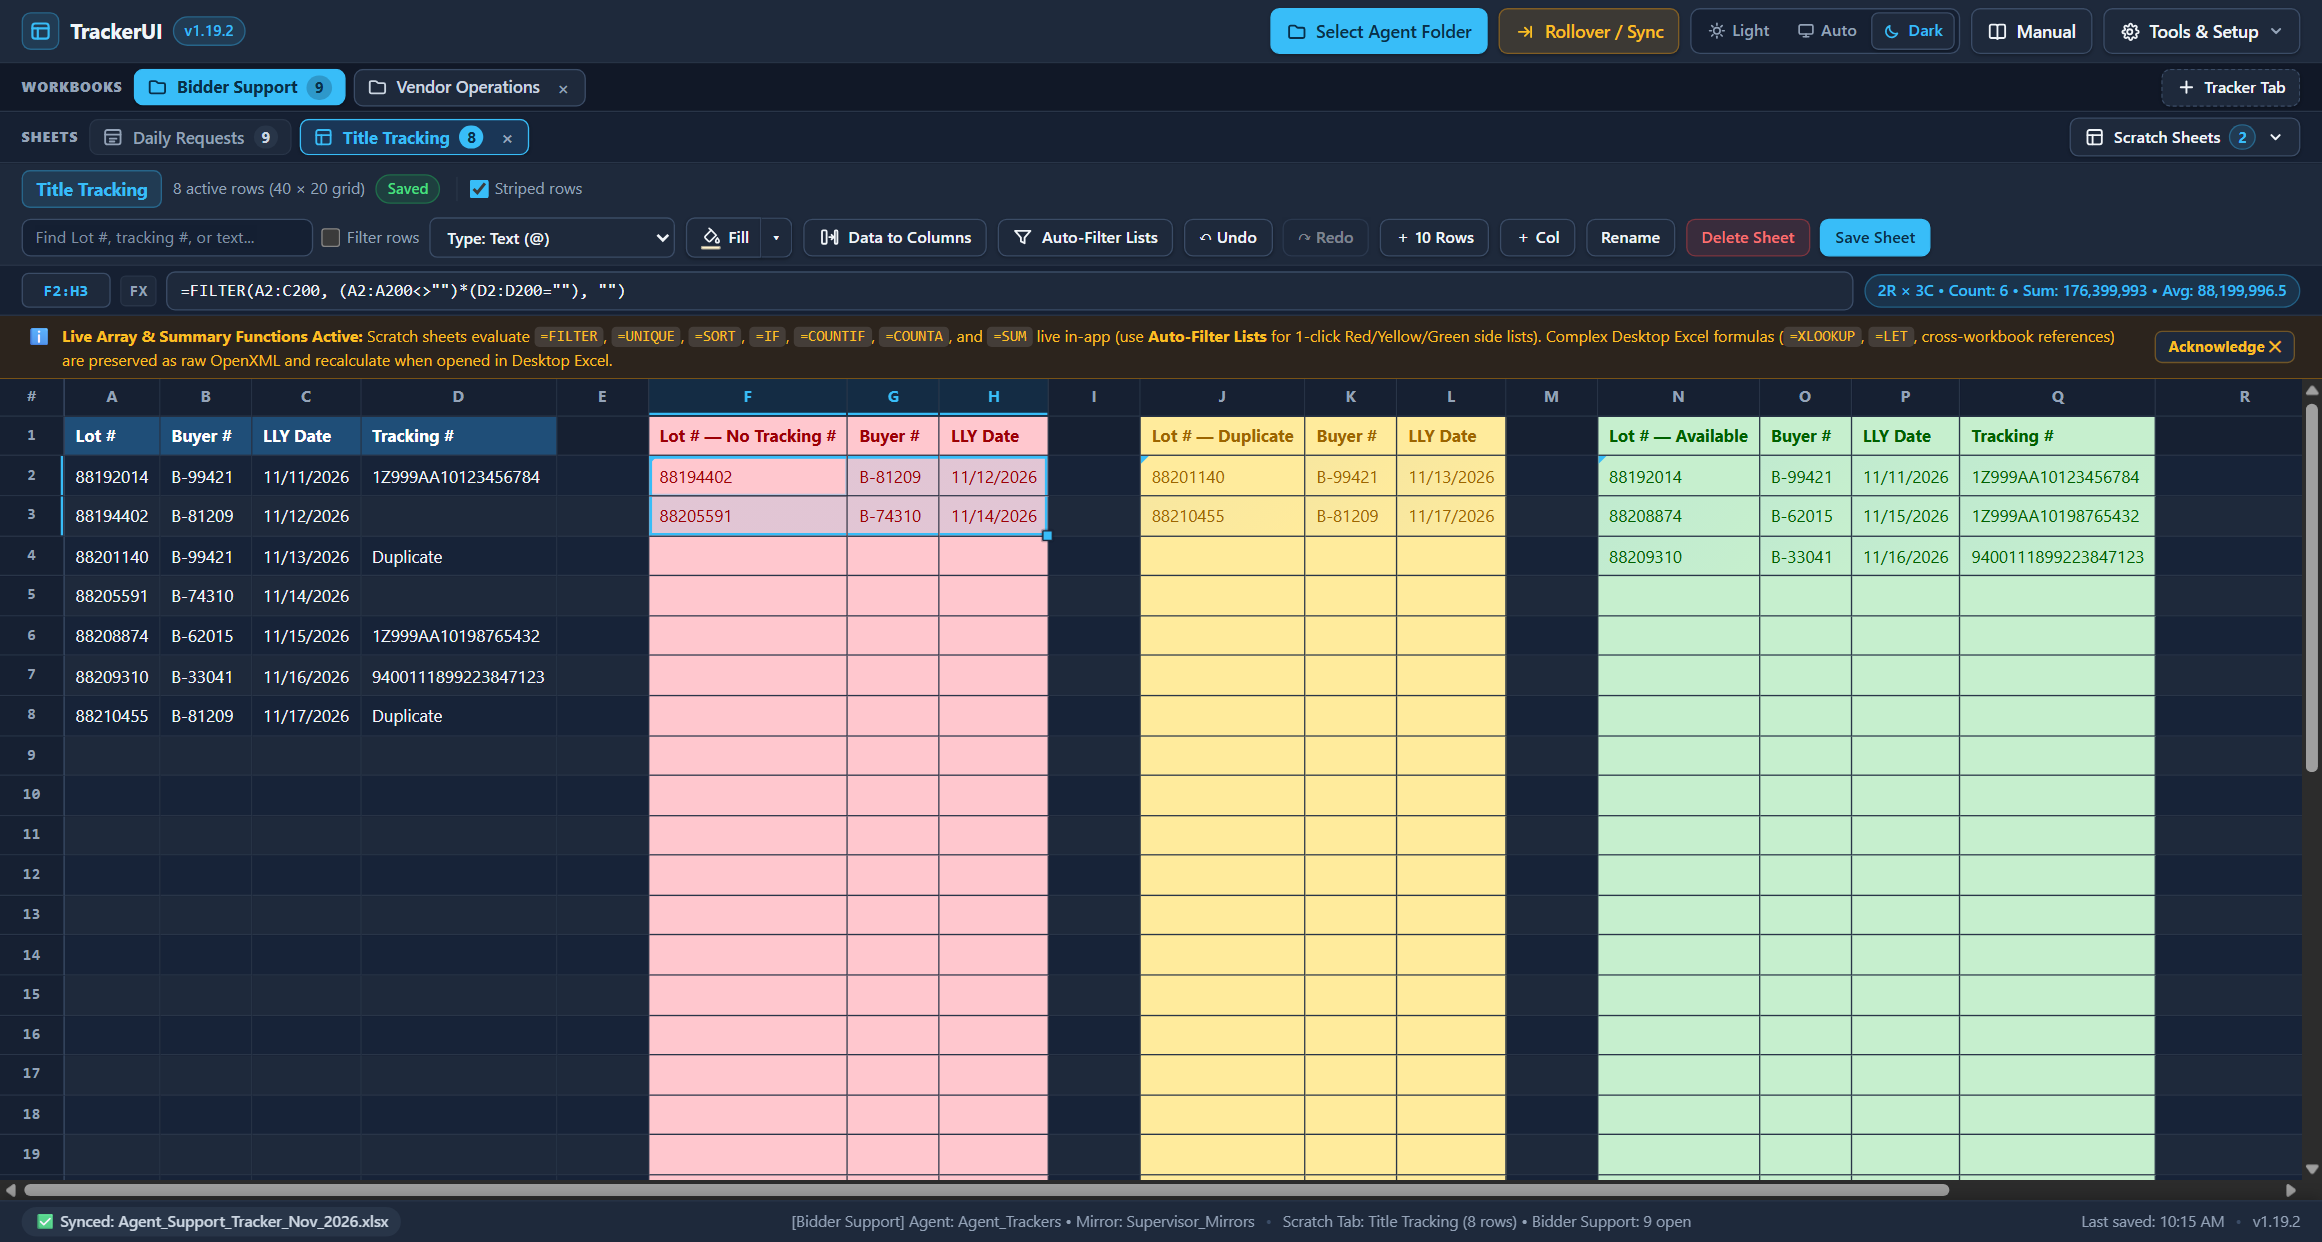 TrackerUI v1.19.2 Select Agent Folder Rollover / Sync Light Auto Dark Manual Tools & Setup
WORKBOOKS Bidder Support 9 Vendor Operations × + Tracker Tab
SHEETS Daily Requests 9 Title Tracking 8 × Scratch Sheets 2
Title Tracking 8 active rows (40 × 20 grid) Saved Striped rows
Find Lot #, tracking #, or text... Filter rows Type: Text (@) Fill Data to Columns Auto-Filter Lists Undo Redo + 10 Rows + Col Rename Delete Sheet Save Sheet
F2:H3 FX =FILTER(A2:C200, (A2:A200<>"")*(D2:D200=""), "") 2R × 3C • Count: 6 • Sum: 176,399,993 • Avg: 88,199,996.5
Live Array & Summary Functions Active: Scratch sheets evaluate =FILTER, =UNIQUE, =SORT, =IF, =COUNTIF, =COUNTA, and =SUM live in-app (use Auto-Filter Lists for 1-click Red/Yellow/Green side lists). Complex Desktop Excel formulas (=XLOOKUP, =LET, cross-workbook references)
are preserved as raw OpenXML and recalculate when opened in Desktop Excel.
Acknowledge ✕
# A B C D E F G H I J K L M N O P Q R
1 Lot # Buyer # LLY Date Tracking # Lot # — No Tracking # Buyer # LLY Date Lot # — Duplicate Buyer # LLY Date Lot # — Available Buyer # LLY Date Tracking #
2 88192014 B-99421 11/11/2026 1Z999AA10123456784 88194402 B-81209 11/12/2026 88201140 B-99421 11/13/2026 88192014 B-99421 11/11/2026 1Z999AA10123456784
3 88194402 B-81209 11/12/2026 88205591 B-74310 11/14/2026 88210455 B-81209 11/17/2026 88208874 B-62015 11/15/2026 1Z999AA10198765432
4 88201140 B-99421 11/13/2026 Duplicate 88209310 B-33041 11/16/2026 9400111899223847123
5 88205591 B-74310 11/14/2026
6 88208874 B-62015 11/15/2026 1Z999AA10198765432
7 88209310 B-33041 11/16/2026 9400111899223847123
8 88210455 B-81209 11/17/2026 Duplicate
9
10
11
12
13
14
15
16
17
18
19
Synced: Agent_Support_Tracker_Nov_2026.xlsx [Bidder Support] Agent: Agent_Trackers • Mirror: Supervisor_Mirrors • Scratch Tab: Title Tracking (8 rows) • Bidder Support: 9 open Last saved: 10:15 AM • v1.19.2